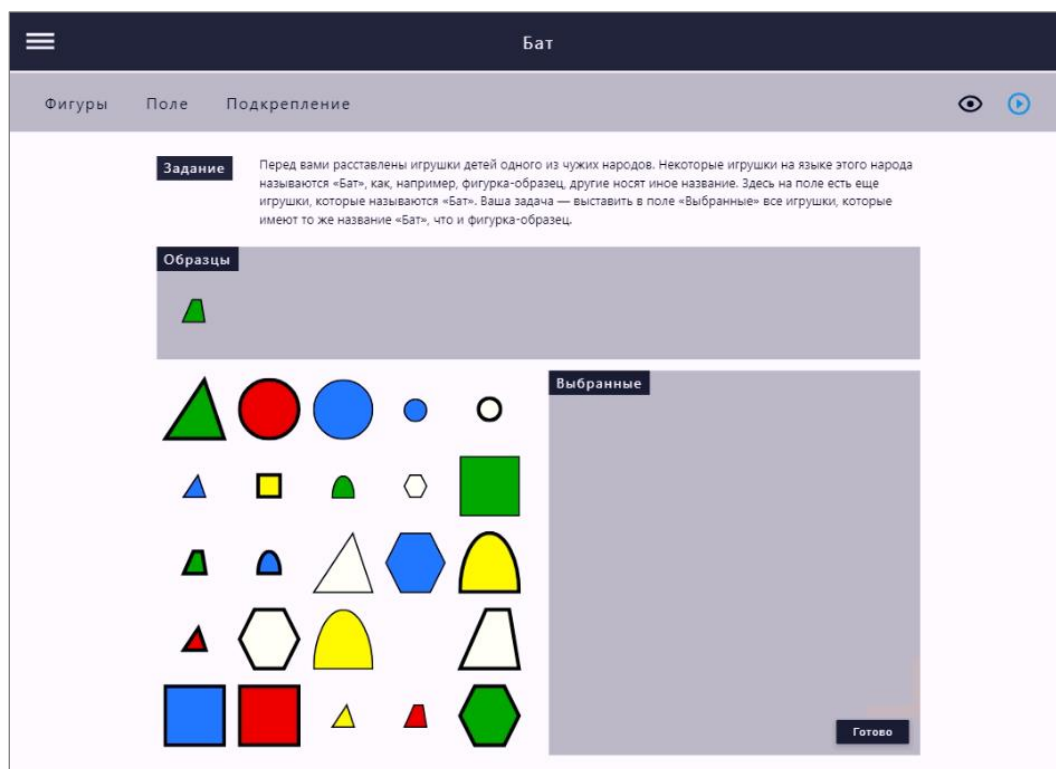 Бат
Фигуры Поле Подкрепление
Задание
Перед вами расставлены игрушки детей одного из чужих народов. Некоторые игрушки на языке этого народа
называются «Бат», как, например, фигурка-образец, другие носят иное название. Здесь на поле есть еще
игрушки, которые называются «Бат». Ваша задача — выставить в поле «Выбранные» все игрушки, которые
имеют то же название «Бат», что и фигурка-образец.
Образцы
Выбранные
Готово